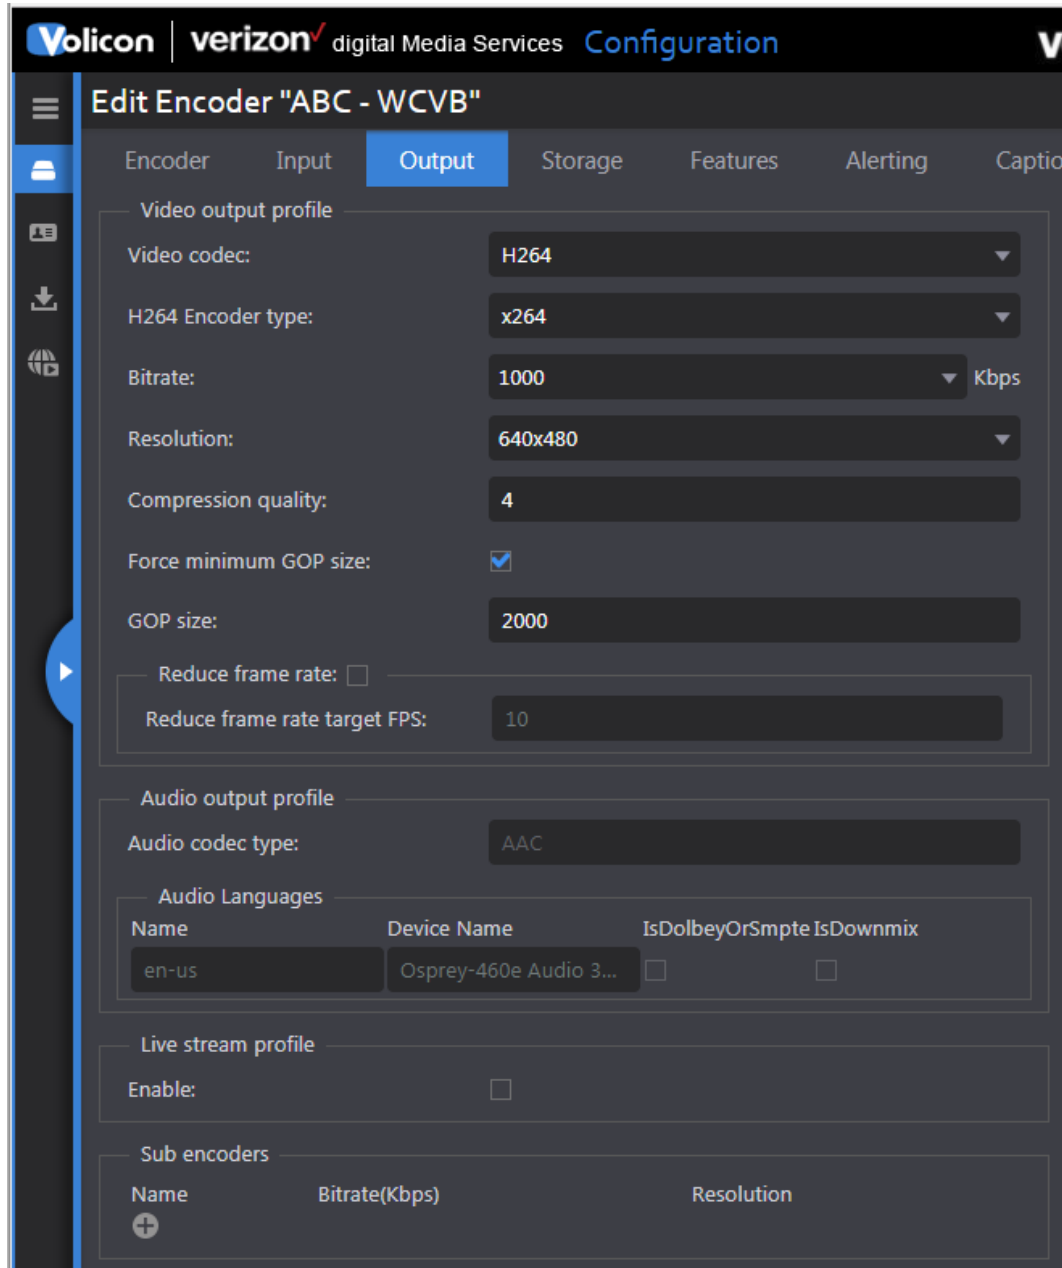 Volicon verizon digital Media Services Configuration
Edit Encoder "ABC - WCVB"
Encoder Input Output Storage Features Alerting Captio
Video output profile
Video codec: H264
H264 Encoder type: x264
Bitrate: 1000 Kbps
Resolution: 640x480
Compression quality: 4
Force minimum GOP size:
GOP size: 2000
Reduce frame rate:
Reduce frame rate target FPS: 10
Audio output profile
Audio codec type: AAC
Audio Languages
Name Device Name IsDolbeyOrSmpte IsDownmix
en-us Osprey-460e Audio 3...
Live stream profile
Enable:
Sub encoders
Name Bitrate(Kbps) Resolution